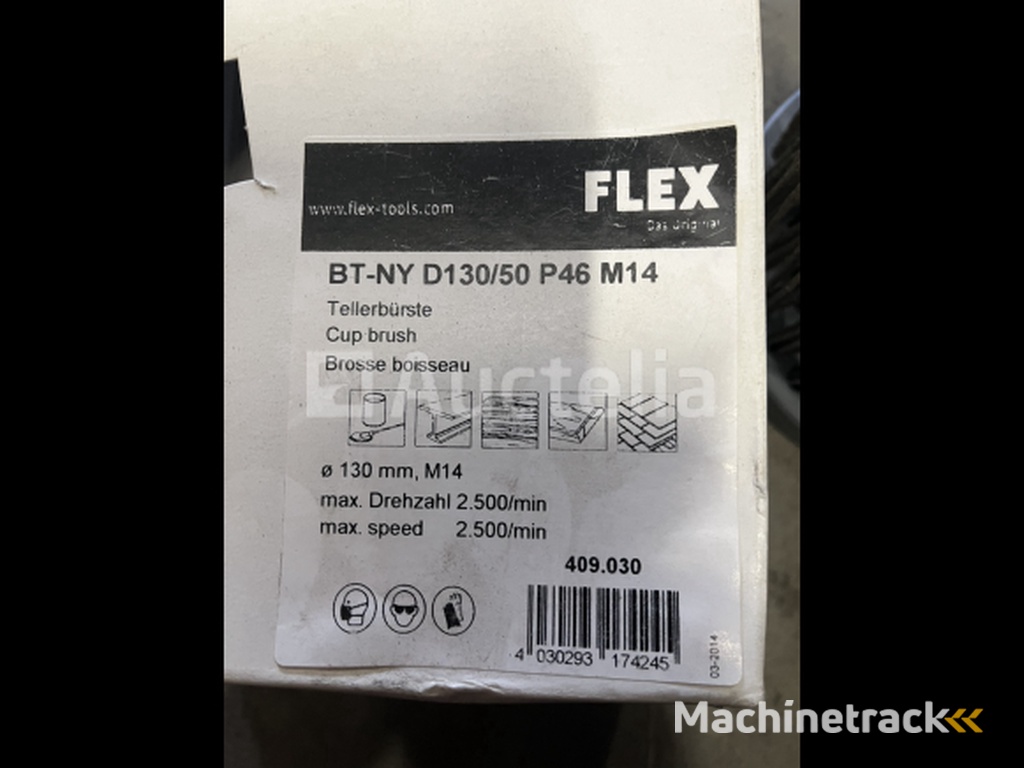 FLEX
www.flex-tools.com
Das Original
BT-NY D130/50 P46 M14
Tellerbürste
Cup brush
Brosse boisseau
Auctelia
ø 130 mm, M14
max. Drehzahl 2.500/min
max. speed 2.500/min
409.030
4 030293 174245
03-2014
Machinetrack